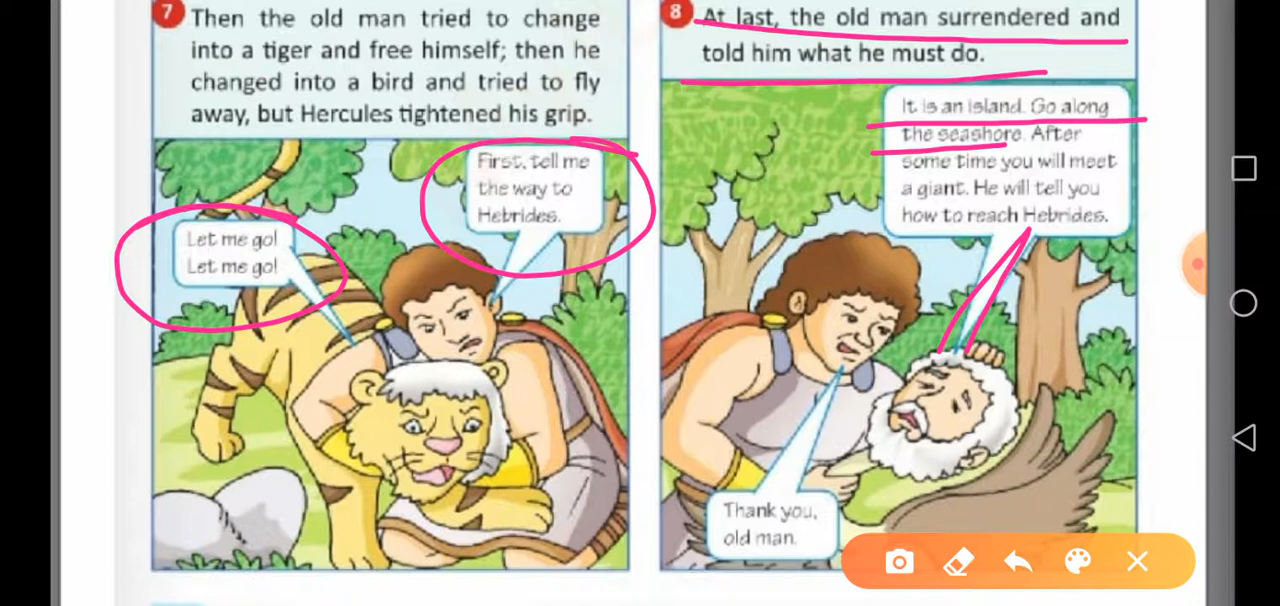 7 Then the old man tried to change
into a tiger and free himself; then he
changed into a bird and tried to fly
away, but Hercules tightened his grip.
First, tell me
the way to
Hebrides.
Let me go!
Let me go!
8 At last, the old man surrendered and
told him what he must do.
It is an island. Go along
the seashore. After
some time you will meet
a giant. He will tell you
how to reach Hebrides.
Thank you,
old man.